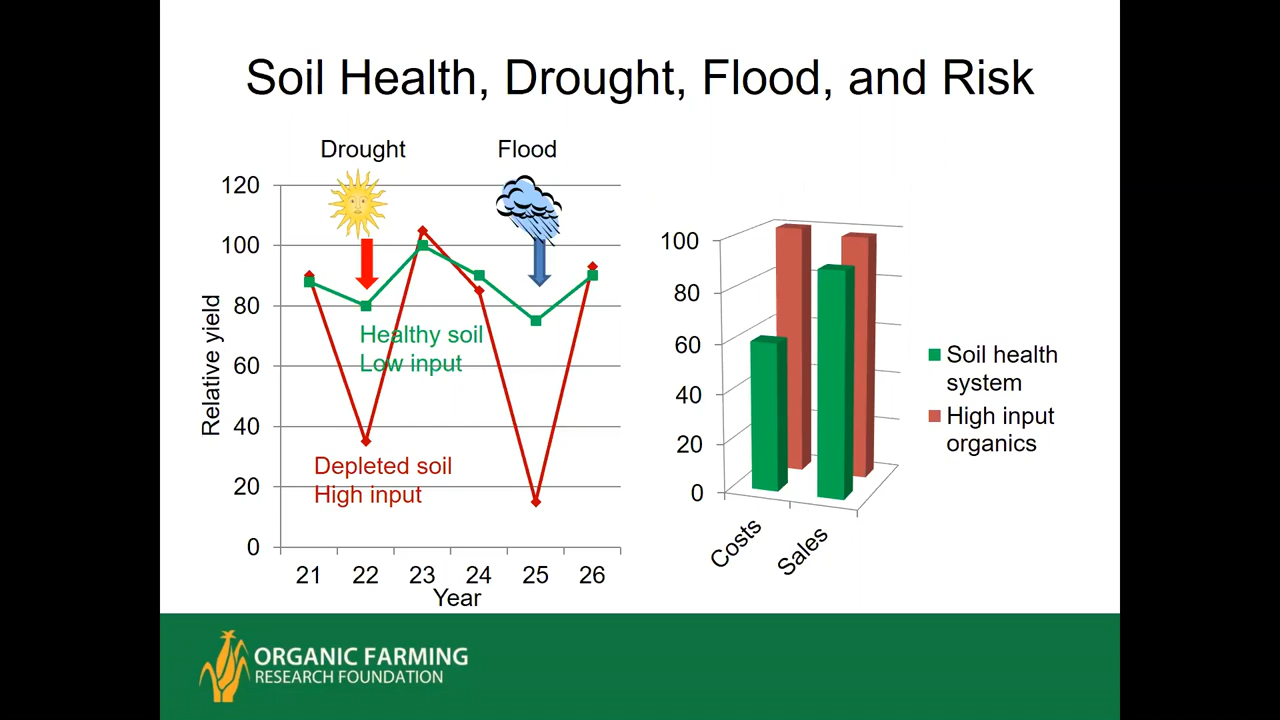 Soil Health, Drought, Flood, and Risk
Drought
Flood
120
100
80
60
40
20
0
Relative yield
Healthy soil
Low input
Depleted soil
High input
21 22 23 24 25 26
Year
100
80
60
40
20
0
Costs
Sales
Soil health
system
High input
organics
ORGANIC FARMING
RESEARCH FOUNDATION